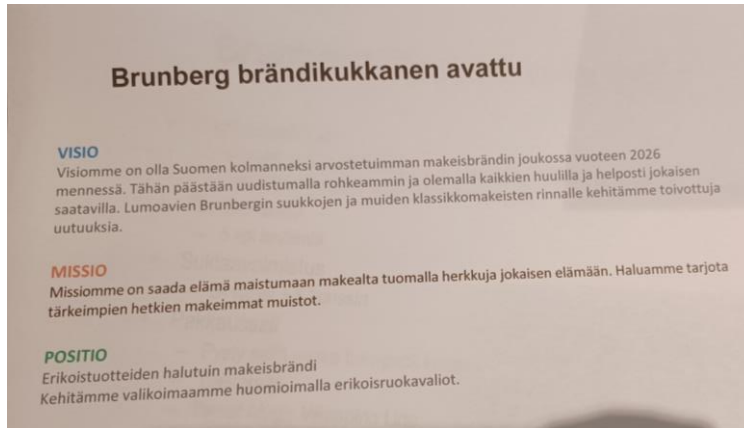 Brunberg brändikukkanen avattu
VISIO
Visiomme on olla Suomen kolmanneksi arvostetuimman makeisbrändin joukossa vuoteen 2026
mennessä. Tähän päästään uudistumalla rohkeammin ja olemalla kaikkien huulilla ja helposti jokaisen
saatavilla. Lumoavien Brunbergin suukkojen ja muiden klassikkomakeisten rinnalle kehitämme toivottuja
uutuuksia.
MISSIO
Missiomme on saada elämä maistumaan makealta tuomalla herkkuja jokaisen elämään. Haluamme tarjota
tärkeimpien hetkien makeimmat muistot.
POSITIO
Erikoistuotteiden halutuin makeisbrändi
Kehitämme valikoimaamme huomioimalla erikoisruokavaliot.